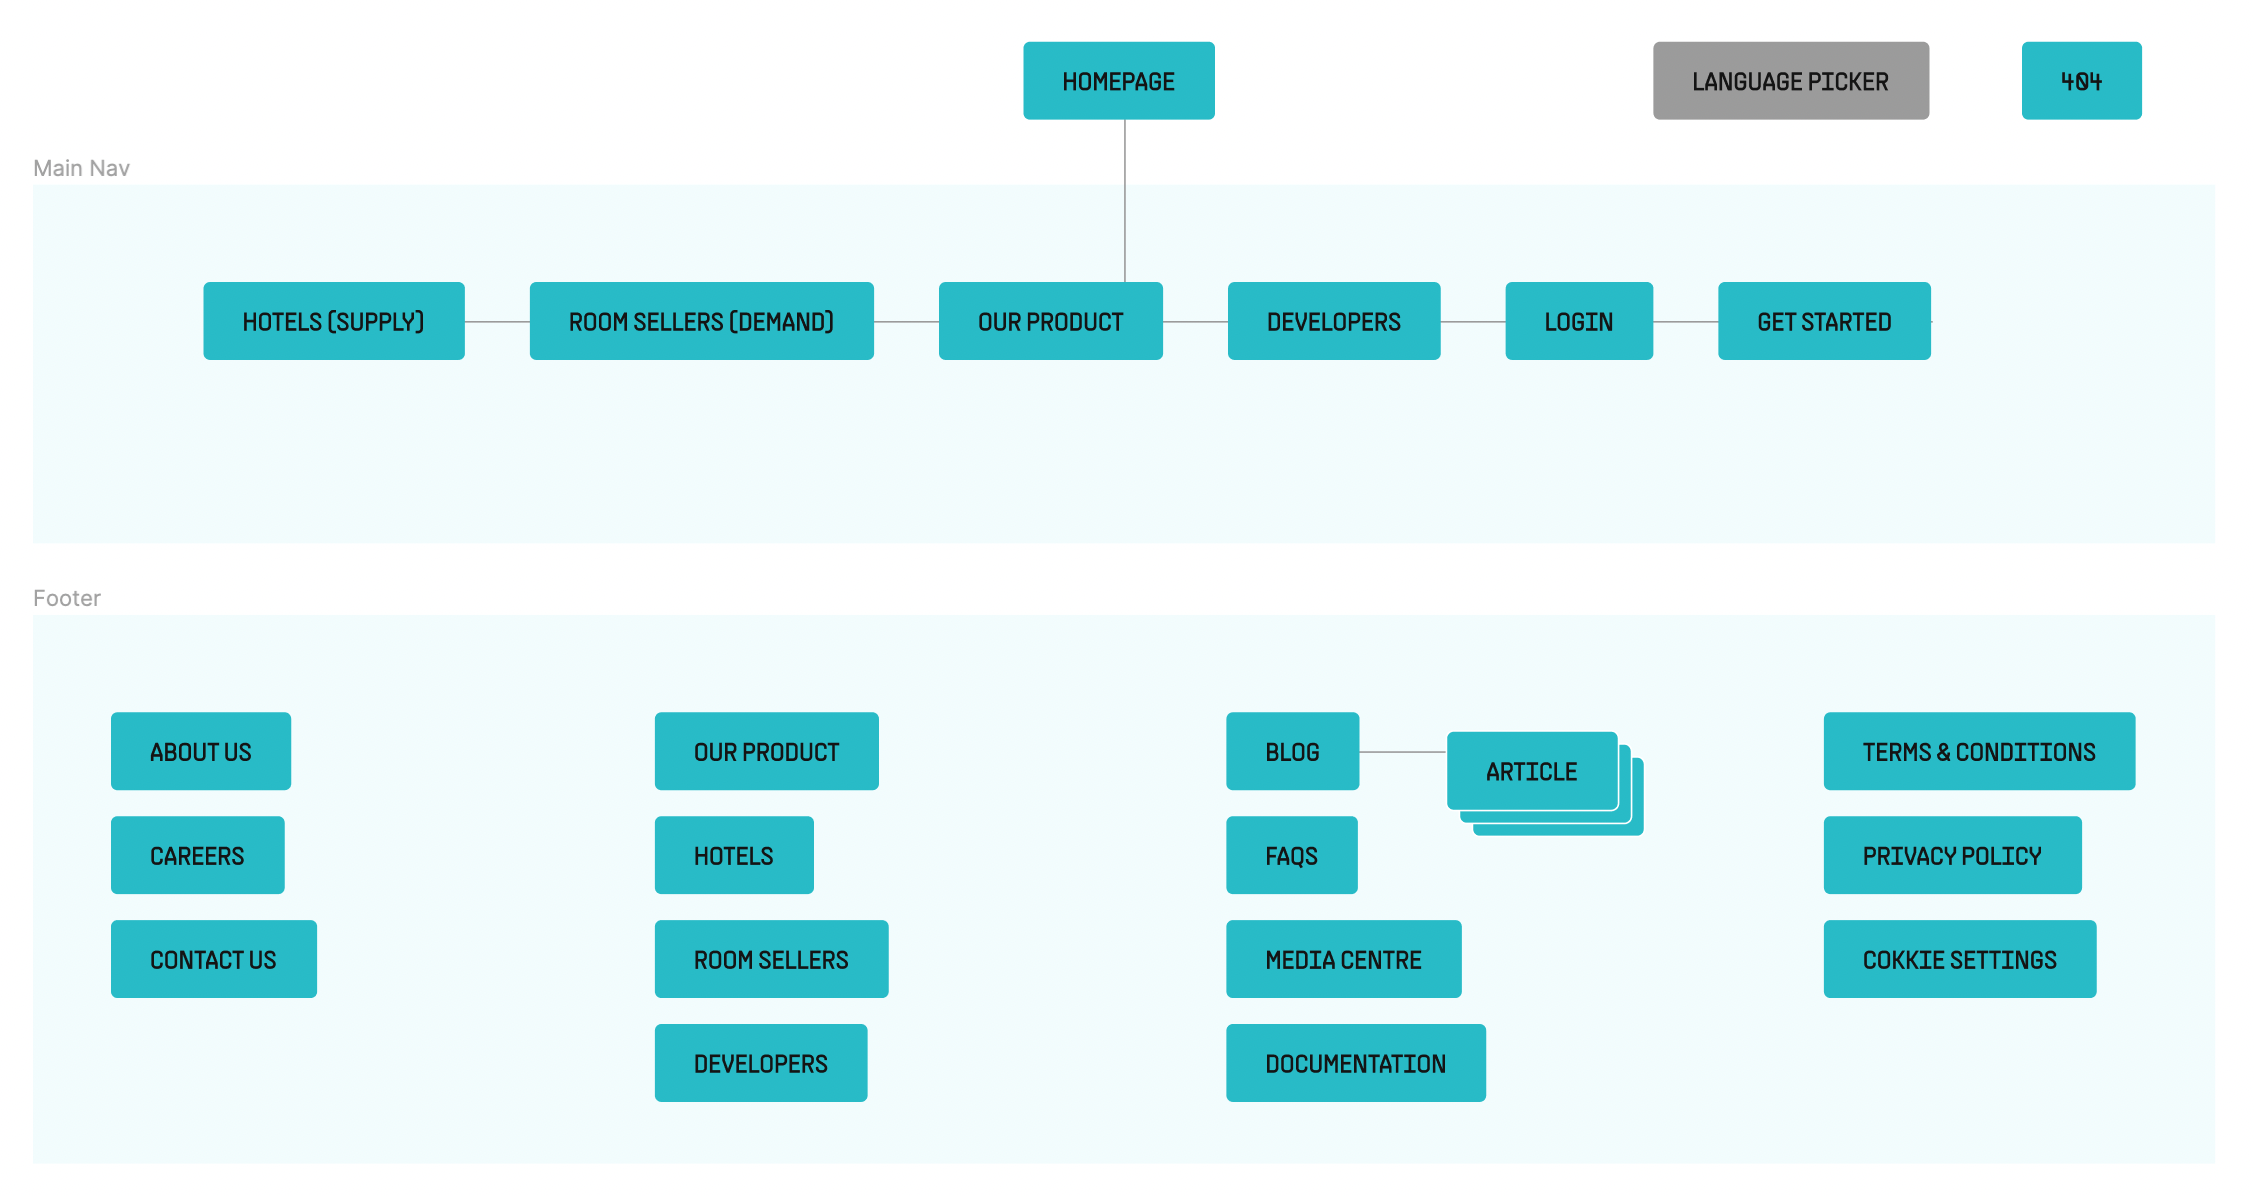 HOMEPAGE
LANGUAGE PICKER
404
Main Nav
HOTELS (SUPPLY)
ROOM SELLERS (DEMAND)
OUR PRODUCT
DEVELOPERS
LOGIN
GET STARTED
Footer
ABOUT US
CAREERS
CONTACT US
OUR PRODUCT
HOTELS
ROOM SELLERS
DEVELOPERS
BLOG
ARTICLE
FAQS
MEDIA CENTRE
DOCUMENTATION
TERMS & CONDITIONS
PRIVACY POLICY
COKKIE SETTINGS